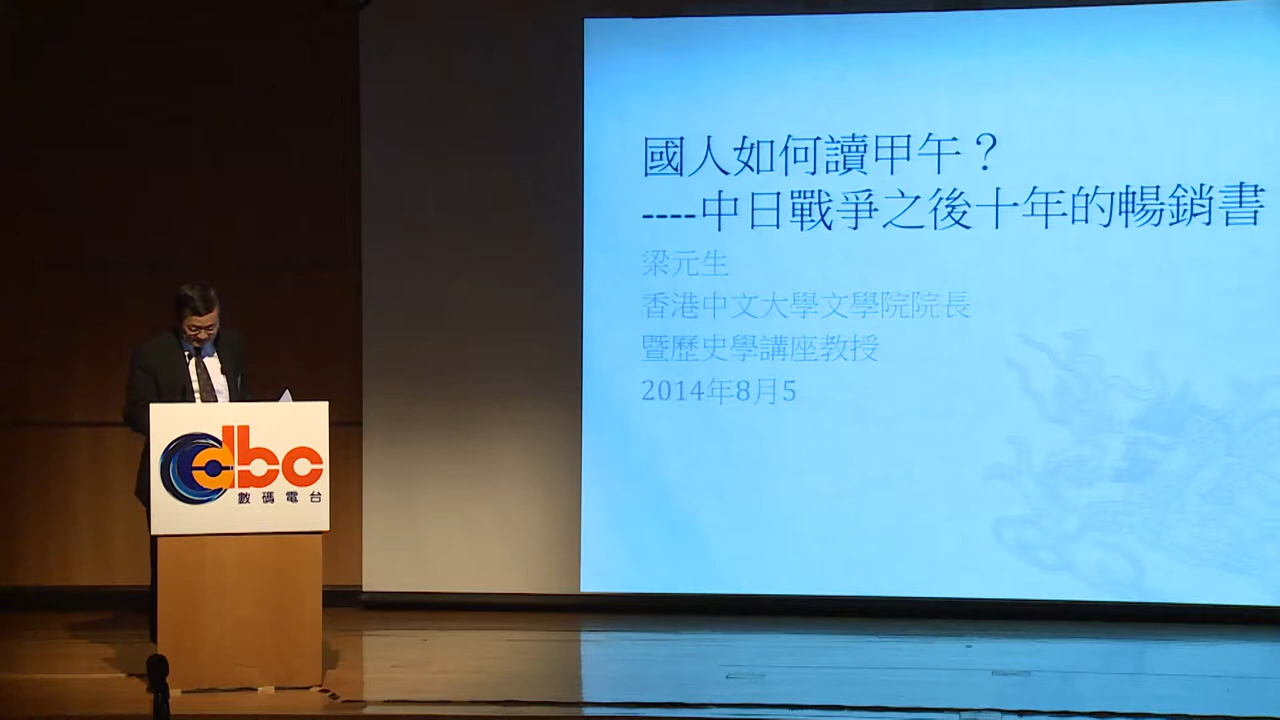 國人如何讀甲午？
----中日戰爭之後十年的暢銷書
梁元生
香港中文大學文學院院長
暨歷史學講座教授
2014年8月5
dbc
數碼電台